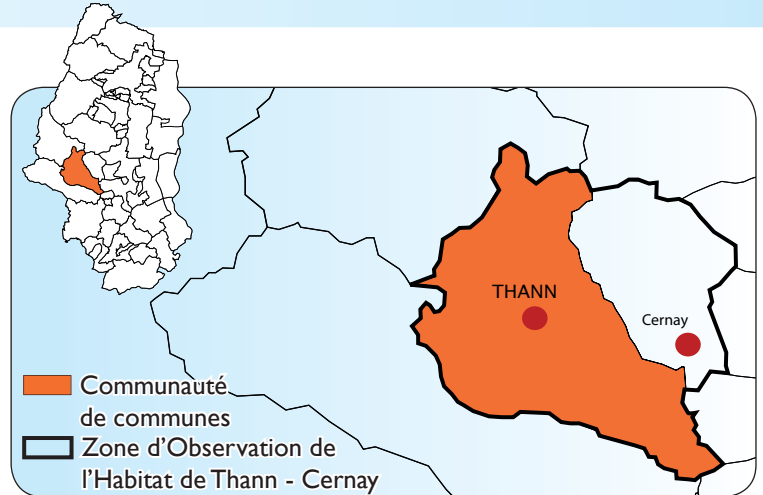 THANN
Cernay
Communauté
de communes
Zone d'Observation de
l'Habitat de Thann - Cernay